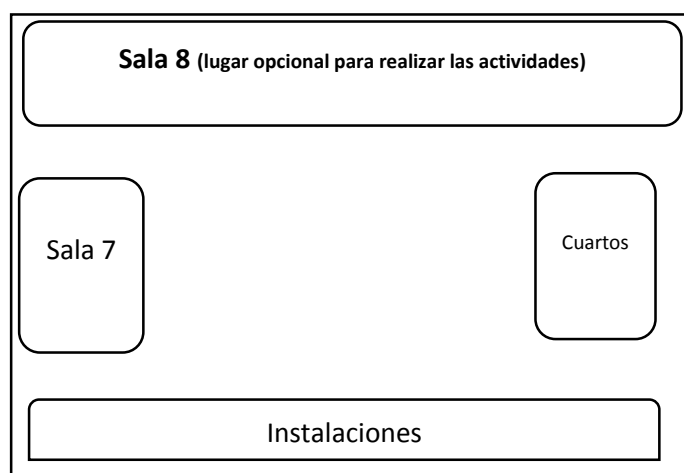 Sala 8 (lugar opcional para realizar las actividades)
Sala 7
Cuartos
Instalaciones